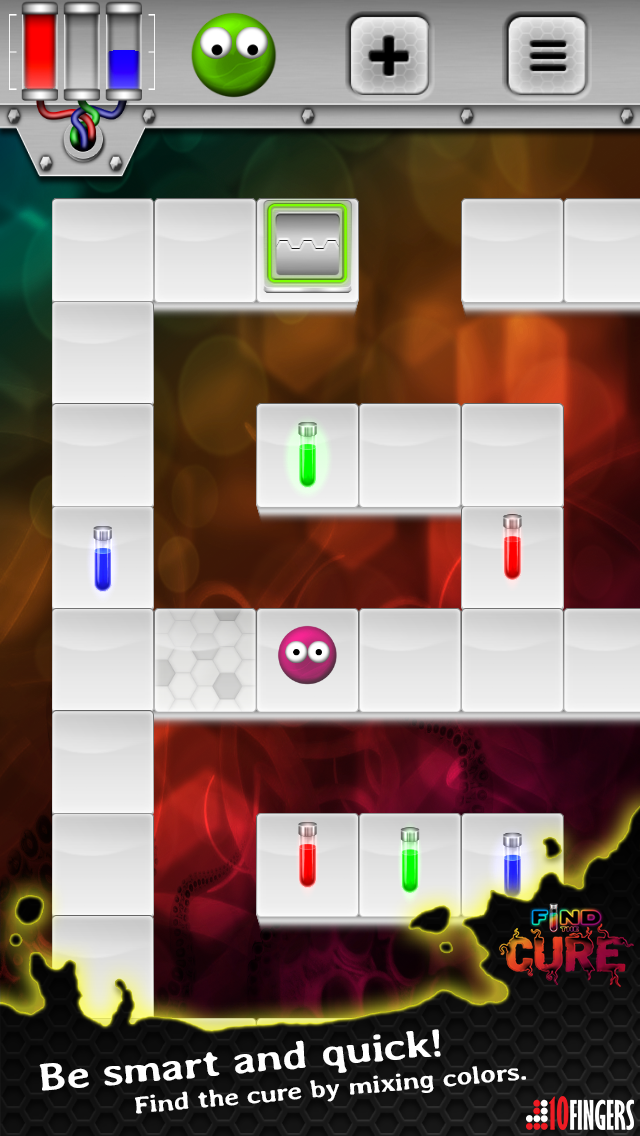 FiND
THE
CURE
Be smart and quick!
Find the cure by mixing colors.
10FINGERS